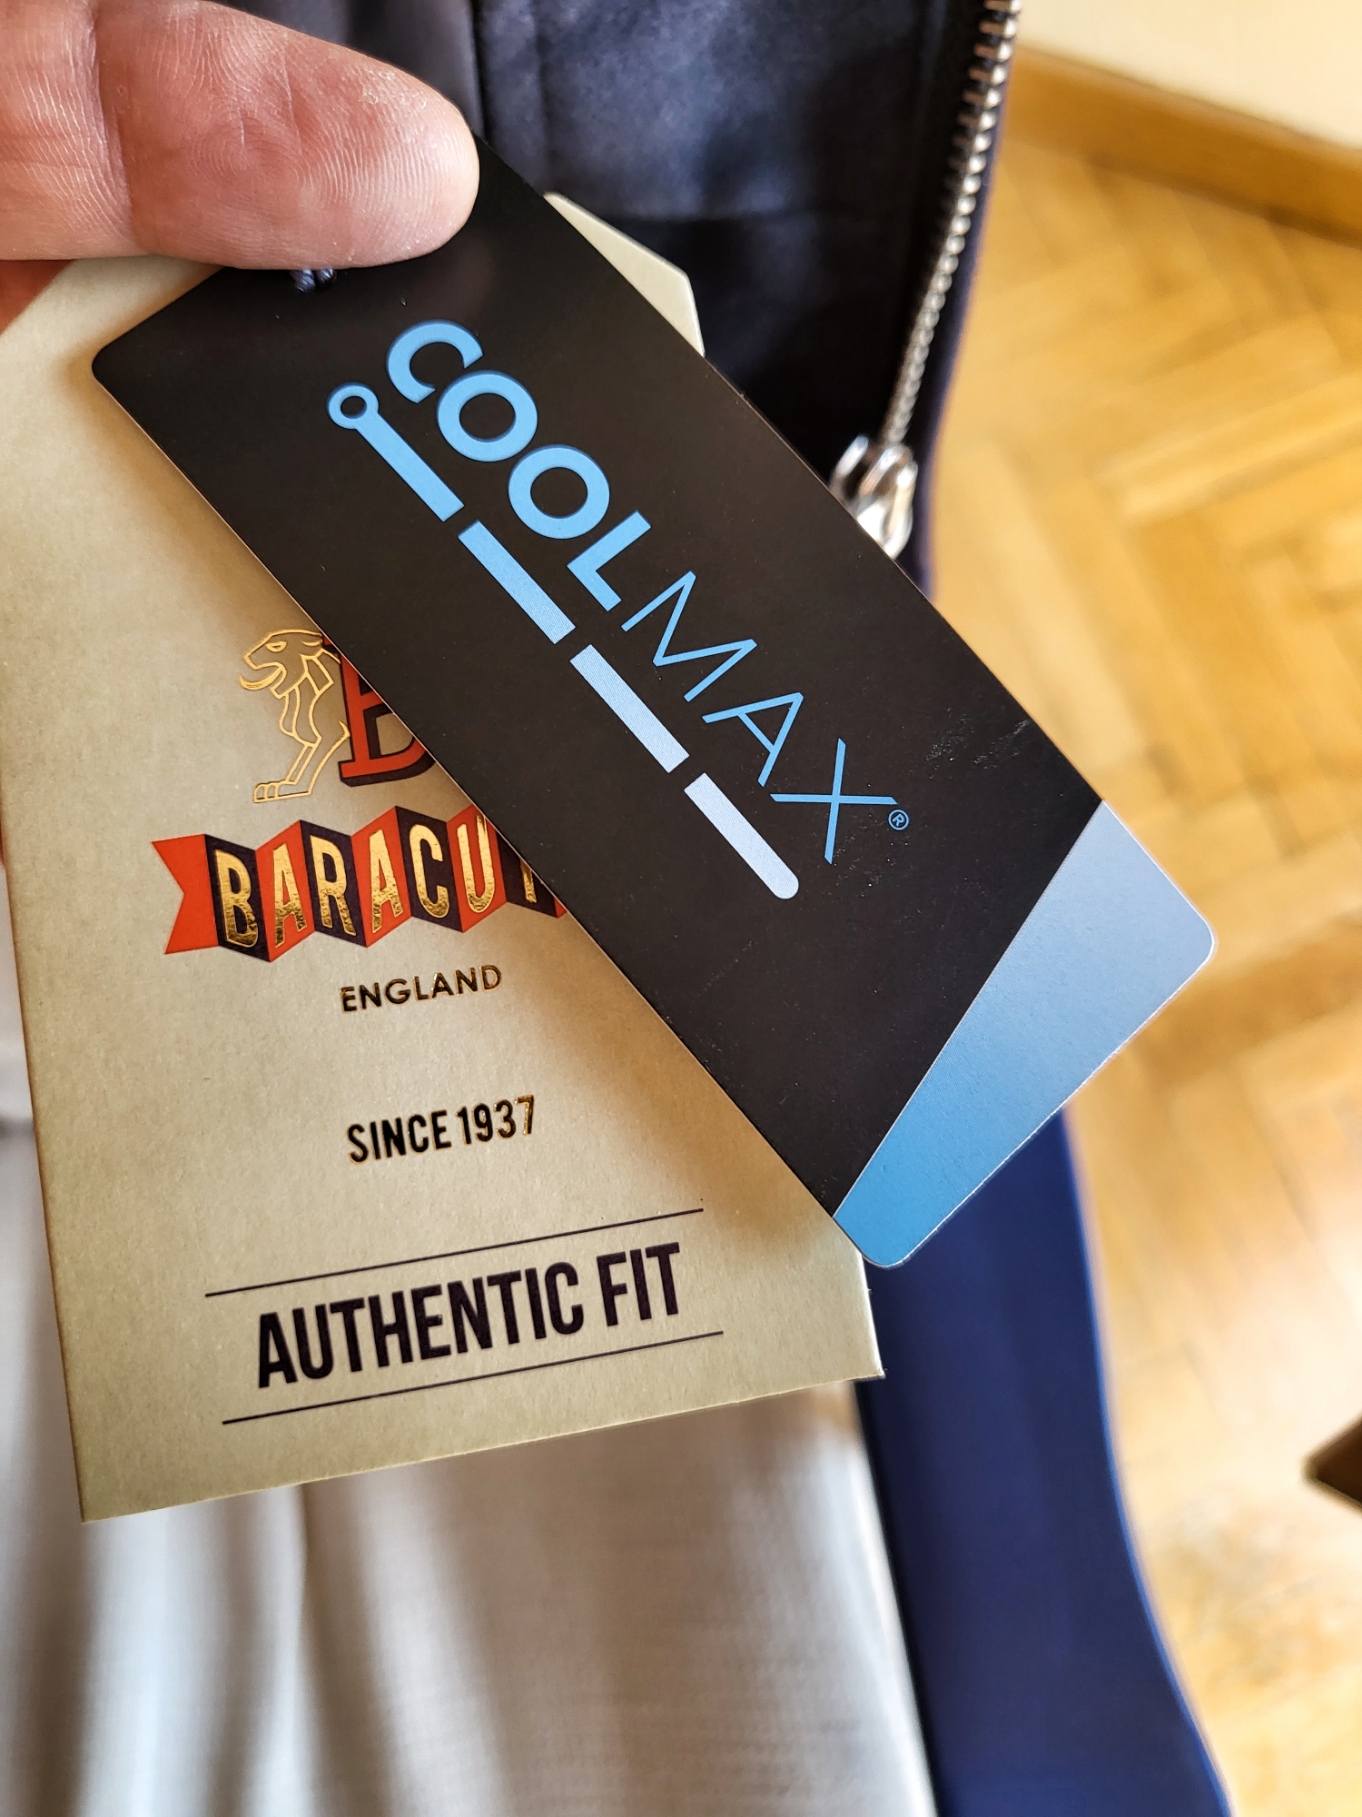 COOLMAX®
B
BARACUT
ENGLAND
SINCE 1937
AUTHENTIC FIT